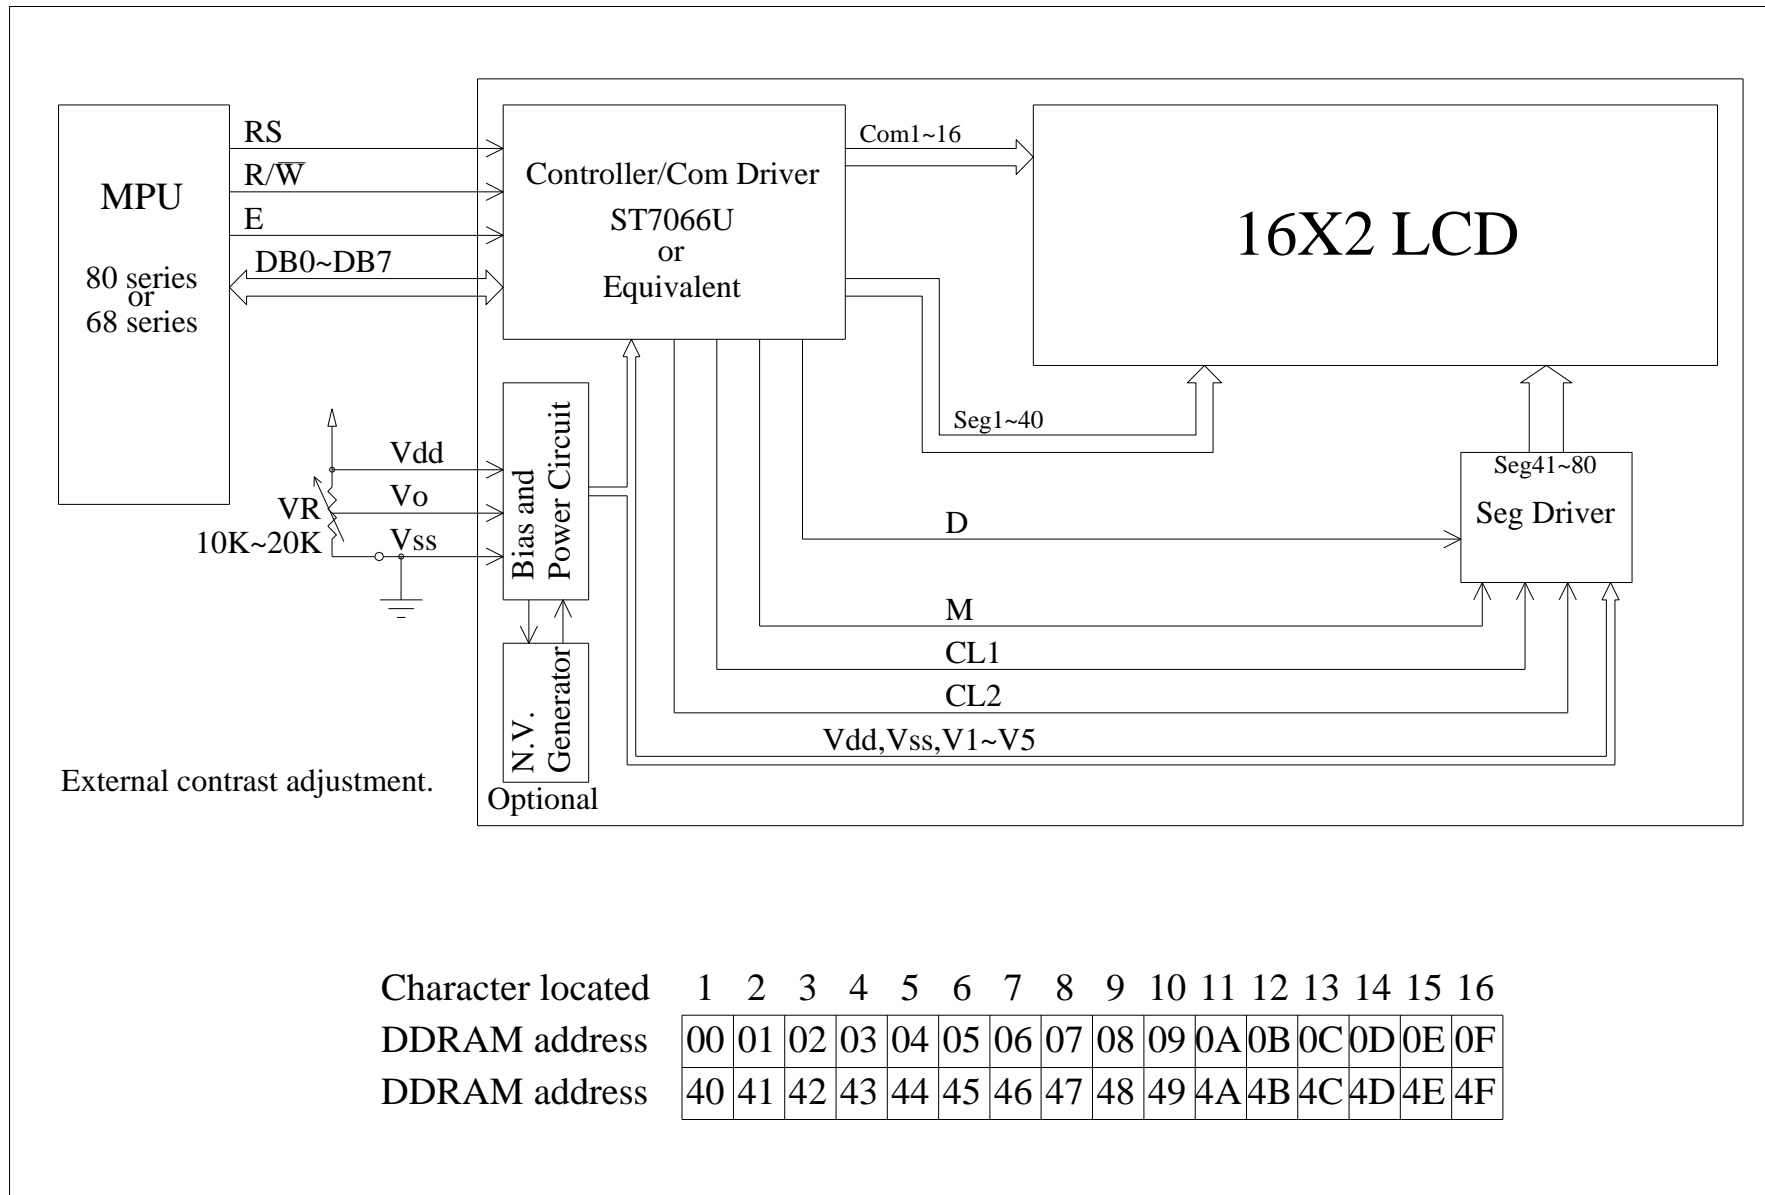 MPU
80 series
or
68 series
RS
R/W̅
E
DB0~DB7
Controller/Com Driver
ST7066U
or
Equivalent
Com1~16
16X2 LCD
Seg1~40
Seg41~80
Seg Driver
Vdd
Vo
Vss
VR
10K~20K
Bias and
Power Circuit
N.V.
Generator
Optional
D
M
CL1
CL2
Vdd,Vss,V1~V5
External contrast adjustment.
Character located 1 2 3 4 5 6 7 8 9 10 11 12 13 14 15 16
DDRAM address 00 01 02 03 04 05 06 07 08 09 0A 0B 0C 0D 0E 0F
DDRAM address 40 41 42 43 44 45 46 47 48 49 4A 4B 4C 4D 4E 4F